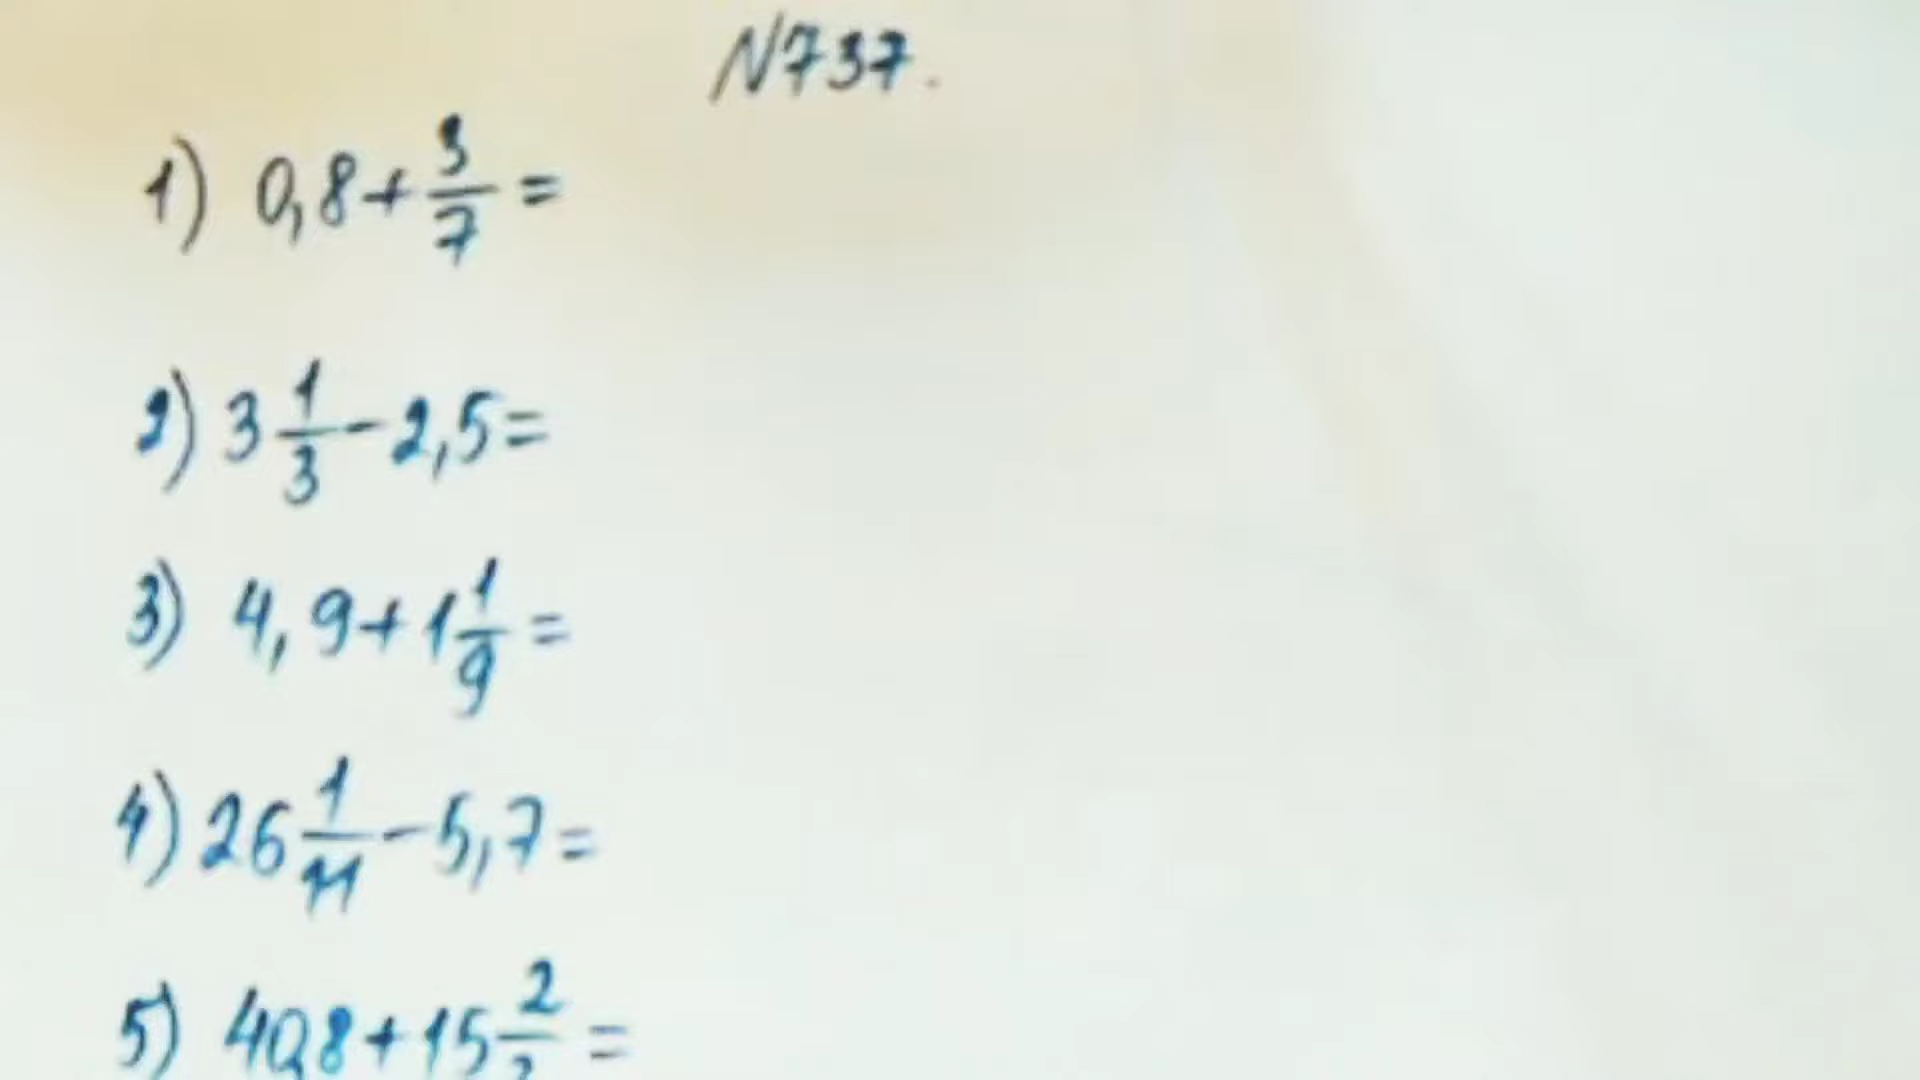 N737.
1) 0,8 + 3/7 =
2) 3 1/3 - 2,5 =
3) 4,9 + 1 1/9 =
4) 26 1/11 - 5,7 =
5) 40,8 + 15 2/ =